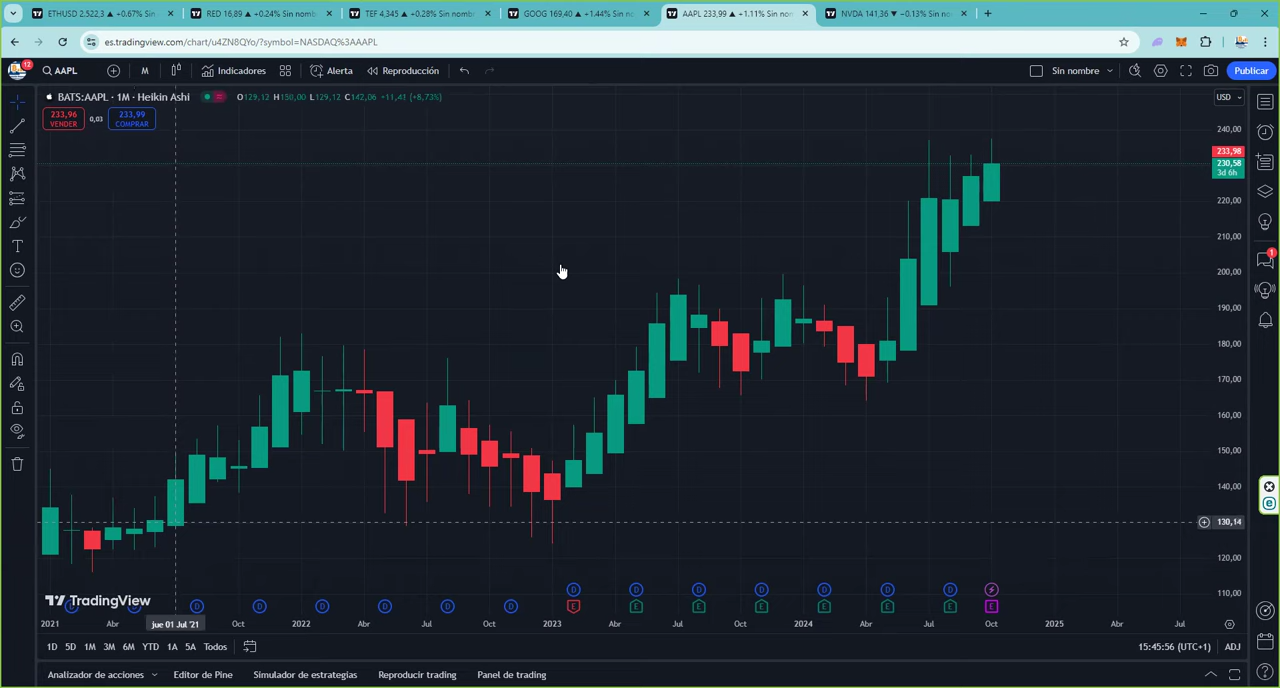 ETHUSD 2.522,3 ▲ +0.67% Sin nomb
RED 16,89 ▲ +0.24% Sin nombre
TEF 4,345 ▲ +0.28% Sin nombr
GOOG 169,40 ▲ +1.44% Sin nomb
AAPL 233,99 ▲ +1.11% Sin nomb
NVDA 141,36 ▼ −0.13% Sin no
es.tradingview.com/chart/u4ZN8QYo/?symbol=NASDAQ%3AAAPL
12
AAPL
M
Indicadores
Alerta
Reproducción
Sin nombre
Publicar
BATS:AAPL · 1M · Heikin Ashi
O129,12 H150,00 L129,12 C142,06 +11,41 (+8,73%)
USD
233,96
VENDER
0,03
233,99
COMPRAR
240,00
233,98
230,58
3d 6h
220,00
210,00
200,00
190,00
180,00
170,00
160,00
150,00
140,00
130,14
120,00
110,00
1
TradingView
D D D D D D D D
D D D D D D D
E E E E E E E E
2021 Abr jue 01 Jul '21 Oct 2022 Abr Jul Oct 2023 Abr Jul Oct 2024 Abr Jul Oct 2025 Abr Jul
1D 5D 1M 3M 6M YTD 1A 5A Todos
15:45:56 (UTC+1) ADJ
Analizador de acciones Editor de Pine Simulador de estrategias Reproducir trading Panel de trading